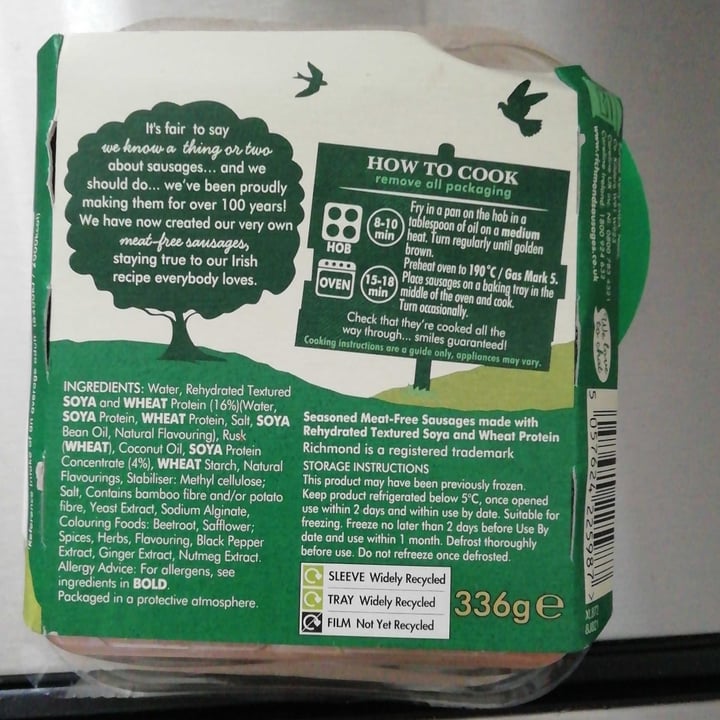 It's fair to say
we know a thing or two
about sausages... and we
should do... we've been proudly
making them for over 100 years!
We have now created our very own
meat-free sausages,
staying true to our Irish
recipe everybody loves.
HOW TO COOK
remove all packaging
HOB
8-10
min
Fry in a pan on the hob in a
tablespoon of oil on a medium
heat. Turn regularly until golden
brown.
OVEN
15-18
min
Preheat oven to 190°C/Gas Mark 5.
Place sausages on a baking tray in the
middle of the oven and cook.
Turn occasionally.
Check that they're cooked all the
way through... smiles guaranteed!
Cooking instructions are a guide only, appliances may vary.
INGREDIENTS: Water, Rehydrated Textured
SOYA and WHEAT Protein (16%)(Water,
SOYA Protein, WHEAT Protein, Salt, SOYA
Bean Oil, Natural Flavouring), Rusk
(WHEAT), Coconut Oil, SOYA Protein
Concentrate (4%), WHEAT Starch, Natural
Flavourings, Stabiliser: Methyl cellulose;
Salt, Contains bamboo fibre and/or potato
fibre, Yeast Extract, Sodium Alginate,
Colouring Foods: Beetroot, Safflower;
Spices, Herbs, Flavouring, Black Pepper
Extract, Ginger Extract, Nutmeg Extract.
Allergy Advice: For allergens, see
ingredients in BOLD.
Packaged in a protective atmosphere.
Seasoned Meat-Free Sausages made with
Rehydrated Textured Soya and Wheat Protein
Richmond is a registered trademark
STORAGE INSTRUCTIONS
This product may have been previously frozen.
Keep product refrigerated below 5°C, once opened
use within 2 days and within use by date. Suitable for
freezing. Freeze no later than 2 days before Use By
date and use within 1 month. Defrost thoroughly
before use. Do not refreeze once defrosted.
SLEEVE Widely Recycled
TRAY Widely Recycled
FILM Not Yet Recycled
336g e
www.richmondsausages.co.uk
We love
to chat
5 057624 225987 >
Reference intake of an average adult